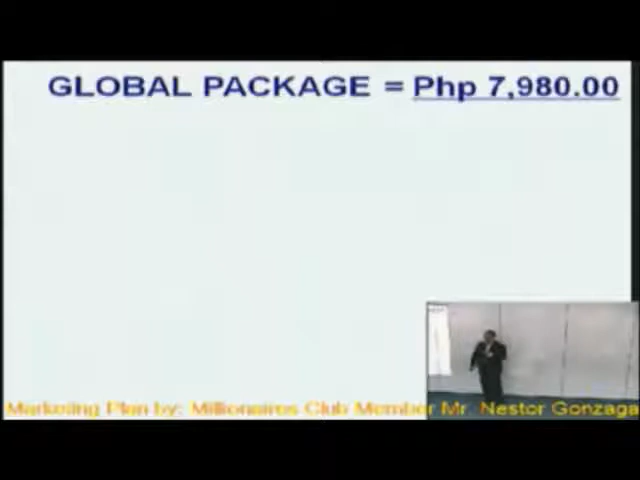 GLOBAL PACKAGE = Php 7,980.00
Marketing Plan by: Millionaires Club Member Mr. Nestor Gonzaga